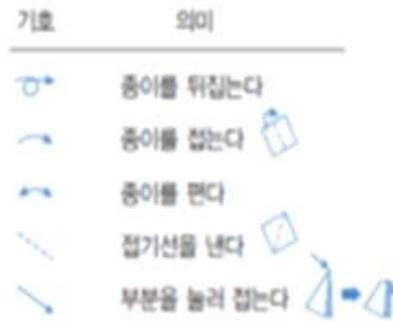 기호 의미
종이를 뒤집는다
종이를 접는다
종이를 편다
접기선을 낸다
부분을 눌러 접는다